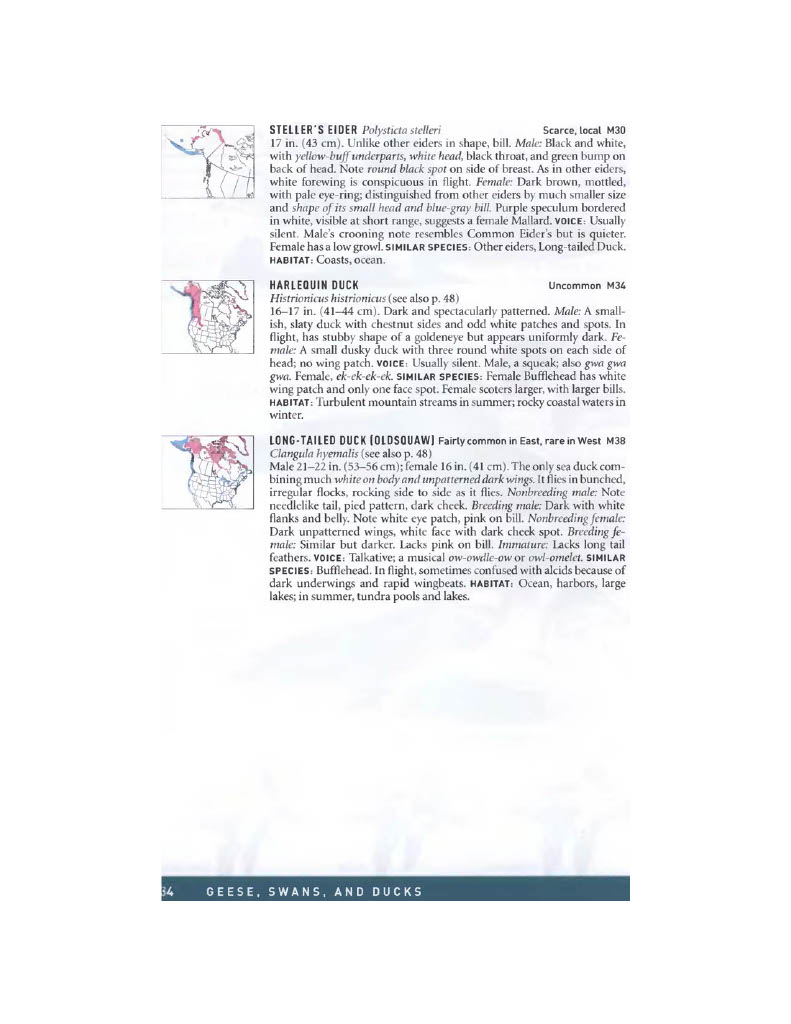 STELLER'S EIDER Polysticta stelleri Scarce, local M30
17 in. (43 cm). Unlike other eiders in shape, bill. Male: Black and white,
with yellow-buff underparts, white head, black throat, and green bump on
back of head. Note round black spot on side of breast. As in other eiders,
white forewing is conspicuous in flight. Female: Dark brown, mottled,
with pale eye-ring; distinguished from other eiders by much smaller size
and shape of its small head and blue-gray bill. Purple speculum bordered
in white, visible at short range, suggests a female Mallard. VOICE: Usually
silent. Male's crooning note resembles Common Eider's but is quieter.
Female has a low growl. SIMILAR SPECIES: Other eiders, Long-tailed Duck.
HABITAT: Coasts, ocean.
HARLEQUIN DUCK Uncommon M34
Histrionicus histrionicus (see also p. 48)
16–17 in. (41–44 cm). Dark and spectacularly patterned. Male: A small-
ish, slaty duck with chestnut sides and odd white patches and spots. In
flight, has stubby shape of a goldeneye but appears uniformly dark. Fe-
male: A small dusky duck with three round white spots on each side of
head; no wing patch. VOICE: Usually silent. Male, a squeak; also gwa gwa
gwa. Female, ek-ek-ek-ek. SIMILAR SPECIES: Female Bufflehead has white
wing patch and only one face spot. Female scoters larger, with larger bills.
HABITAT: Turbulent mountain streams in summer; rocky coastal waters in
winter.
LONG-TAILED DUCK (OLDSQUAW) Fairly common in East, rare in West M38
Clangula hyemalis (see also p. 48)
Male 21–22 in. (53–56 cm); female 16 in. (41 cm). The only sea duck com-
bining much white on body and unpatterned dark wings. It flies in bunched,
irregular flocks, rocking side to side as it flies. Nonbreeding male: Note
needlelike tail, pied pattern, dark cheek. Breeding male: Dark with white
flanks and belly. Note white eye patch, pink on bill. Nonbreeding female:
Dark unpatterned wings, white face with dark cheek spot. Breeding fe-
male: Similar but darker. Lacks pink on bill. Immature: Lacks long tail
feathers. VOICE: Talkative; a musical ow-owdle-ow or owl-omelet. SIMILAR
SPECIES: Bufflehead. In flight, sometimes confused with alcids because of
dark underwings and rapid wingbeats. HABITAT: Ocean, harbors, large
lakes; in summer, tundra pools and lakes.
34 GEESE, SWANS, AND DUCKS